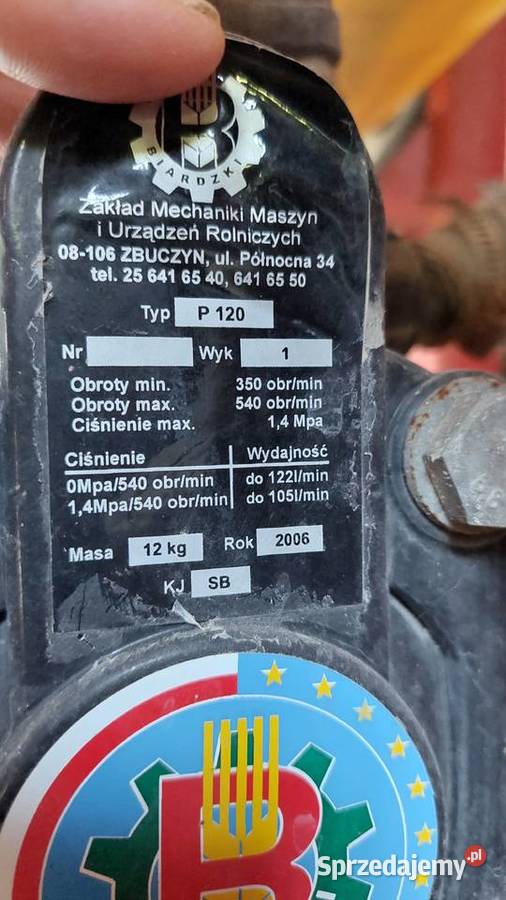 BIARDZKI
Zakład Mechaniki Maszyn
i Urządzeń Rolniczych
08-106 ZBUCZYN, ul. Północna 34
tel. 25 641 65 40, 641 65 50
Typ P 120
Nr Wyk 1
Obroty min. 350 obr/min
Obroty max. 540 obr/min
Ciśnienie max. 1,4 Mpa
Ciśnienie Wydajność
0Mpa/540 obr/min do 122l/min
1,4Mpa/540 obr/min do 105l/min
Masa 12 kg Rok 2006
KJ SB
B
Sprzedajemy.pl